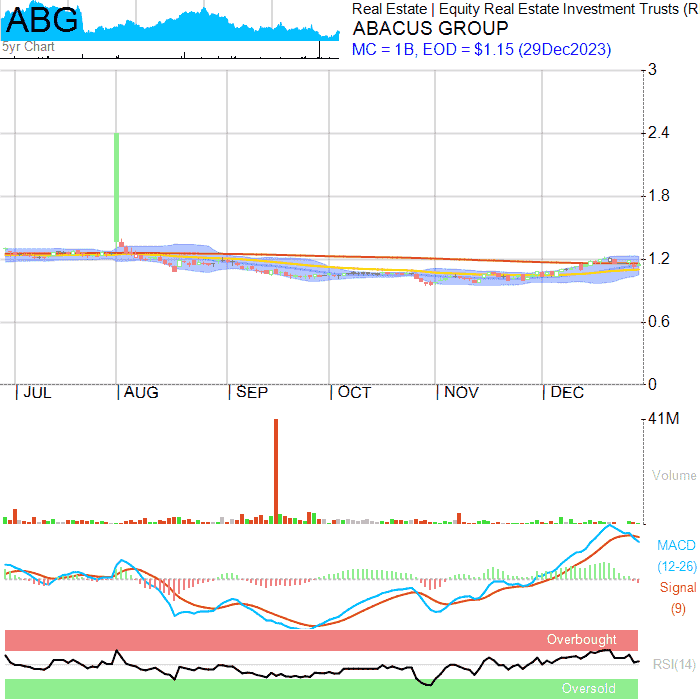 ABG
5yr Chart
Real Estate | Equity Real Estate Investment Trusts (R
ABACUS GROUP
MC = 1B, EOD = $1.15 (29Dec2023)
3
2.4
1.8
1.2
0.6
0
JUL AUG SEP OCT NOV DEC
41M
Volume
MACD
(12-26)
Signal
(9)
Overbought
RSI(14)
Oversold